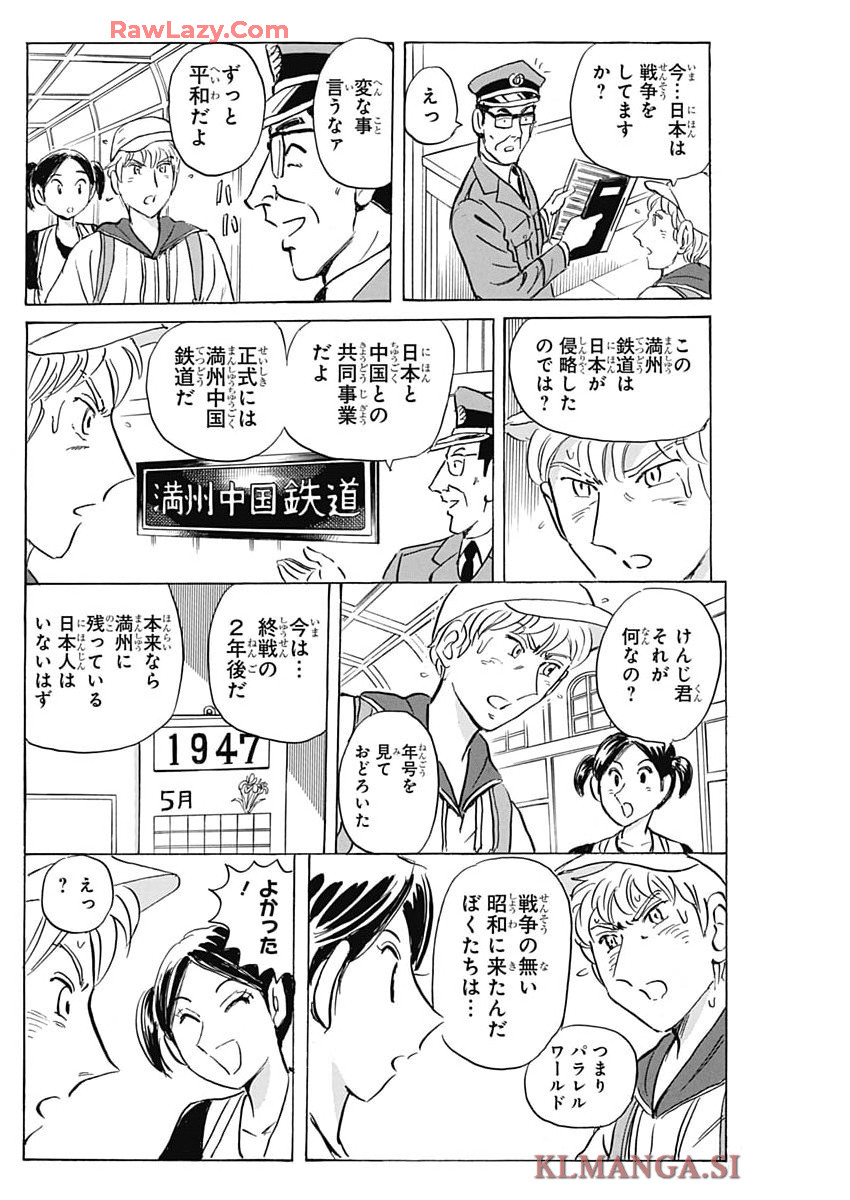 RawLazy.Com
今…日本は
戦争を
してます
か?
えっ
変な事
言うなァ
ずっと
平和だよ
この
満州
鉄道は
日本が
侵略した
のでは?
日本と
中国との
共同事業
だよ
正式には
満州中国
鉄道だ
満州中国鉄道
けんじ君
それが
何なの?
年号を
見て
おどろいた
今は…
終戦の
2年後だ
本来なら
満州に
残っている
日本人は
いないはず
1947
5月
戦争の無い
昭和に来たんだ
ぼくたちは…
つまり
パラレル
ワールド
よかった!
えっ
?
KLMANGA.SI